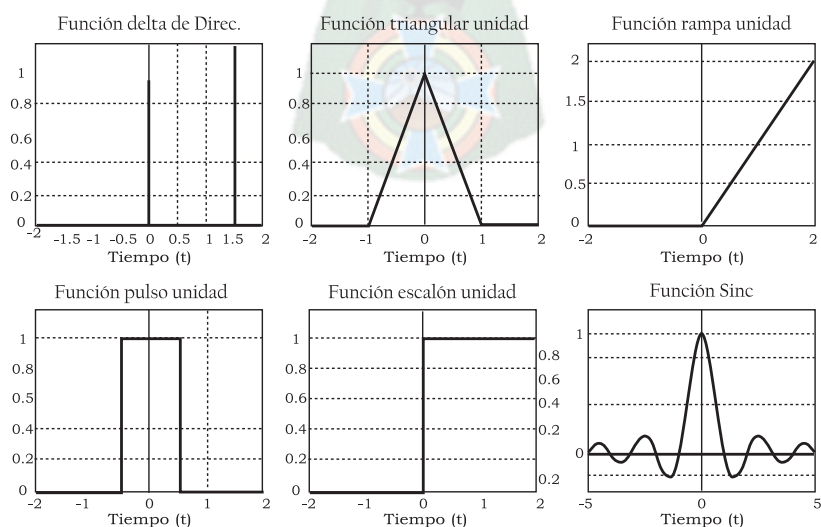 Función delta de Direc.
1
0.8
0.6
0.4
0.2
0
-2 -1.5 -1 -0.5 0 0.5 1 1.5 2
Tiempo (t)
Función triangular unidad
1
0.8
0.6
0.4
0.2
0
-2 -1 0 1 2
Tiempo (t)
Función rampa unidad
2
1.5
1
0.5
0
-2 0 2
Tiempo (t)
Función pulso unidad
1
0.8
0.5
0.4
0.2
0
-2 -1 0 1 2
Tiempo (t)
Función escalón unidad
1
0.8
0.6
0.4
0.2
0
-2 -1 0 1 2
Tiempo (t)
Función Sinc
0.8
0.6
0.4
0.2
0.2
1
0
-5 0 5
Tiempo (t)